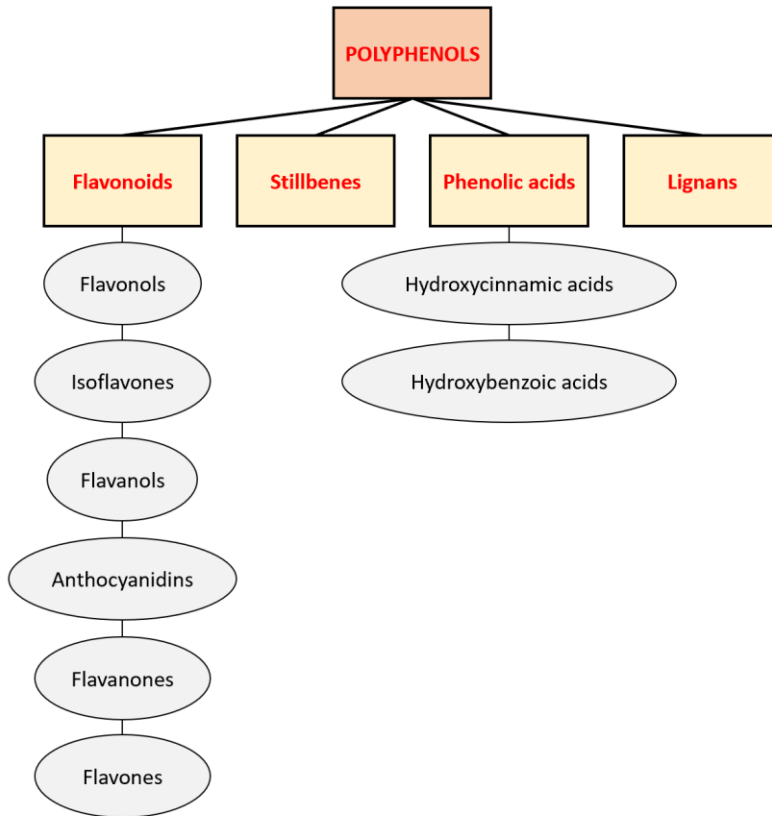 POLYPHENOLS
Flavonoids
Stillbenes
Phenolic acids
Lignans
Flavonols
Hydroxycinnamic acids
Isoflavones
Hydroxybenzoic acids
Flavanols
Anthocyanidins
Flavanones
Flavones